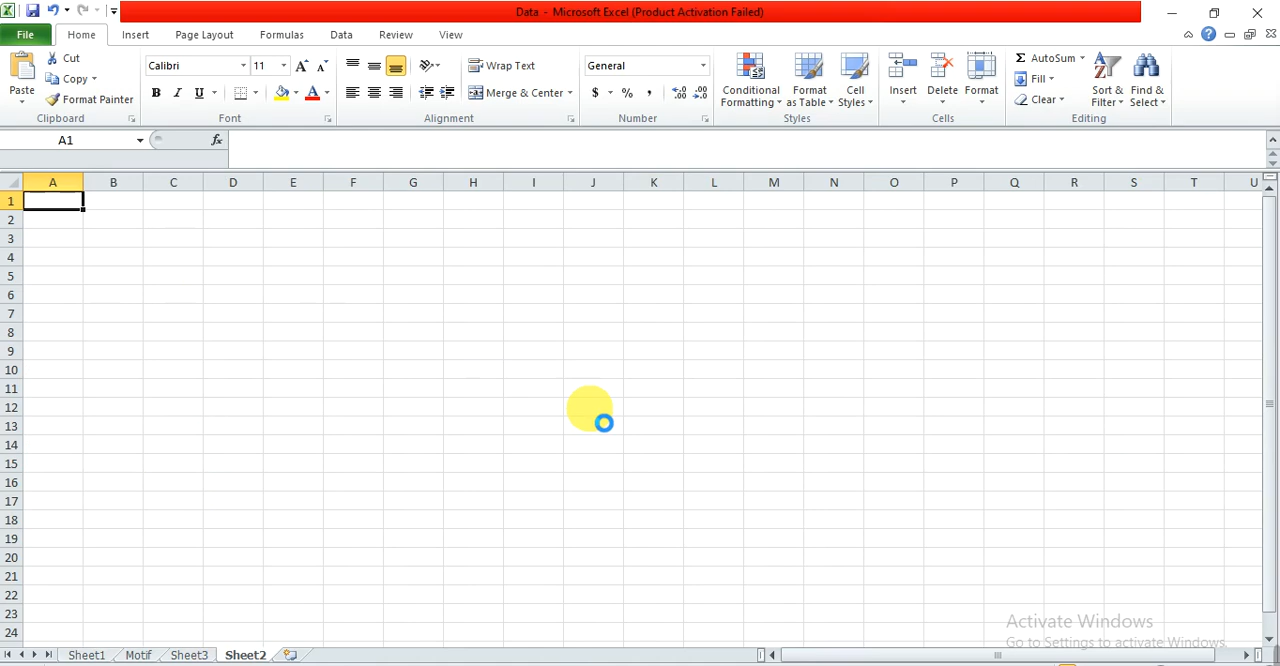 Data - Microsoft Excel (Product Activation Failed)
File Home Insert Page Layout Formulas Data Review View
Paste
Cut
Copy
Format Painter
Clipboard
Calibri 11
B I U A
Font
Wrap Text
Merge & Center
Alignment
General
$ % ,
Number
Conditional Formatting
Format as Table
Cell Styles
Styles
Insert Delete Format
Cells
Σ AutoSum
Fill
Clear
Sort & Filter
Find & Select
Editing
A1 fx
A B C D E F G H I J K L M N O P Q R S T U
1
2
3
4
5
6
7
8
9
10
11
12
13
14
15
16
17
18
19
20
21
22
23
24
Activate Windows
Go to Settings to activate Windows.
Sheet1 Motif Sheet3 Sheet2